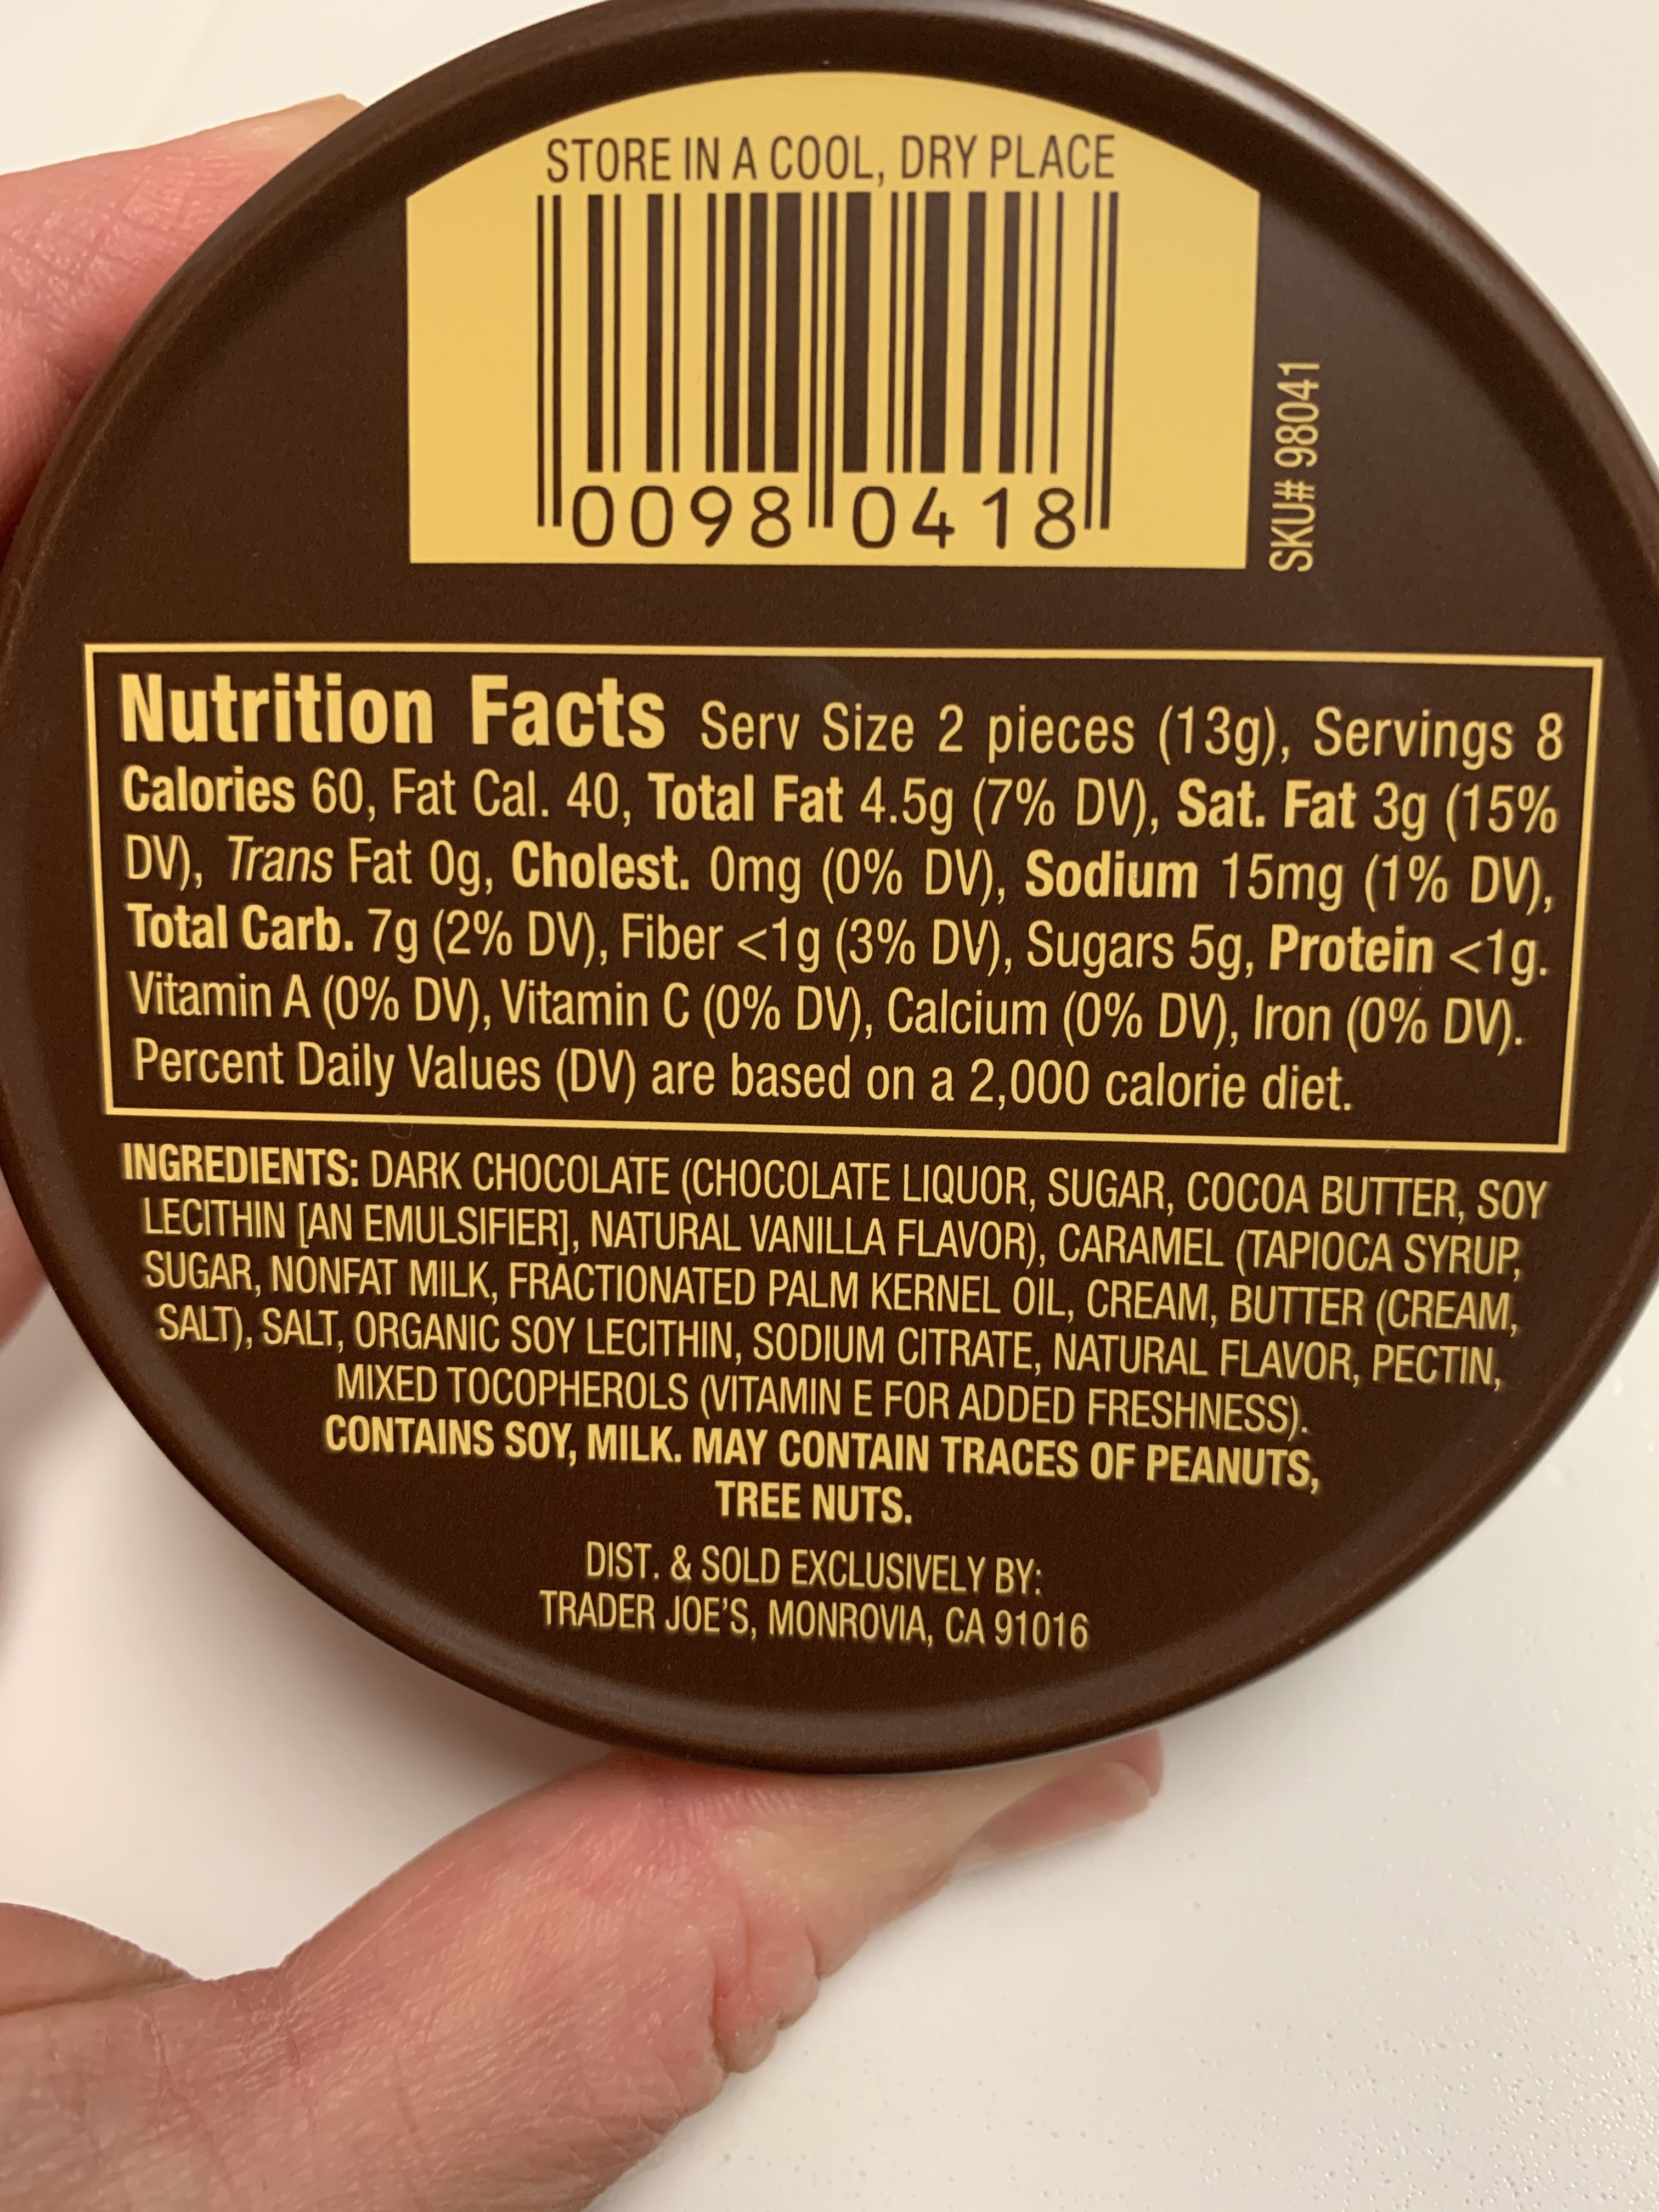 STORE IN A COOL, DRY PLACE
0098 0418
SKU# 98041
Nutrition Facts Serv Size 2 pieces (13g), Servings 8
Calories 60, Fat Cal. 40, Total Fat 4.5g (7% DV), Sat. Fat 3g (15%
DV), Trans Fat 0g, Cholest. 0mg (0% DV), Sodium 15mg (1% DV),
Total Carb. 7g (2% DV), Fiber <1g (3% DV), Sugars 5g, Protein <1g.
Vitamin A (0% DV), Vitamin C (0% DV), Calcium (0% DV), Iron (0% DV).
Percent Daily Values (DV) are based on a 2,000 calorie diet.
INGREDIENTS: DARK CHOCOLATE (CHOCOLATE LIQUOR, SUGAR, COCOA BUTTER, SOY
LECITHIN [AN EMULSIFIER], NATURAL VANILLA FLAVOR), CARAMEL (TAPIOCA SYRUP,
SUGAR, NONFAT MILK, FRACTIONATED PALM KERNEL OIL, CREAM, BUTTER (CREAM,
SALT), SALT, ORGANIC SOY LECITHIN, SODIUM CITRATE, NATURAL FLAVOR, PECTIN,
MIXED TOCOPHEROLS (VITAMIN E FOR ADDED FRESHNESS).
CONTAINS SOY, MILK. MAY CONTAIN TRACES OF PEANUTS,
TREE NUTS.
DIST. & SOLD EXCLUSIVELY BY:
TRADER JOE'S, MONROVIA, CA 91016